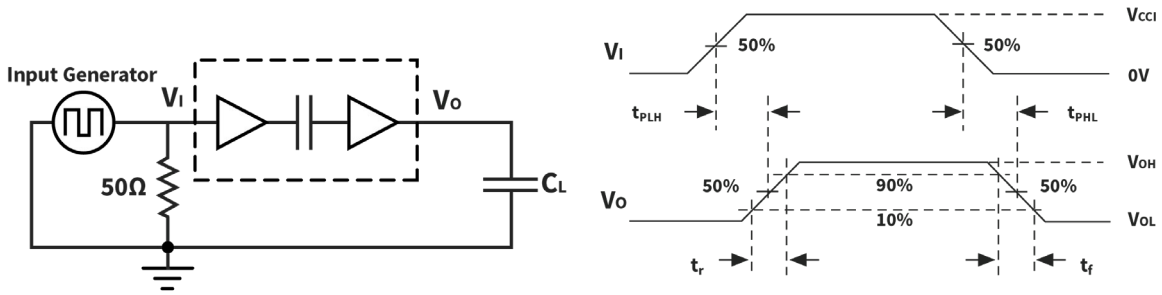 Input Generator
VI
VO
50Ω
CL
VI
50%
50%
VCCI
0V
tPLH
tPHL
VO
50%
90%
50%
VOH
10%
VOL
tr
tf